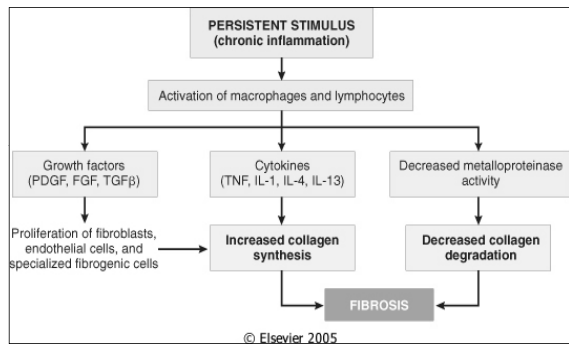 PERSISTENT STIMULUS
(chronic inflammation)
Activation of macrophages and lymphocytes
Growth factors
(PDGF, FGF, TGFβ)
Cytokines
(TNF, IL-1, IL-4, IL-13)
Decreased metalloproteinase
activity
Proliferation of fibroblasts,
endothelial cells, and
specialized fibrogenic cells
Increased collagen
synthesis
Decreased collagen
degradation
FIBROSIS
© Elsevier 2005